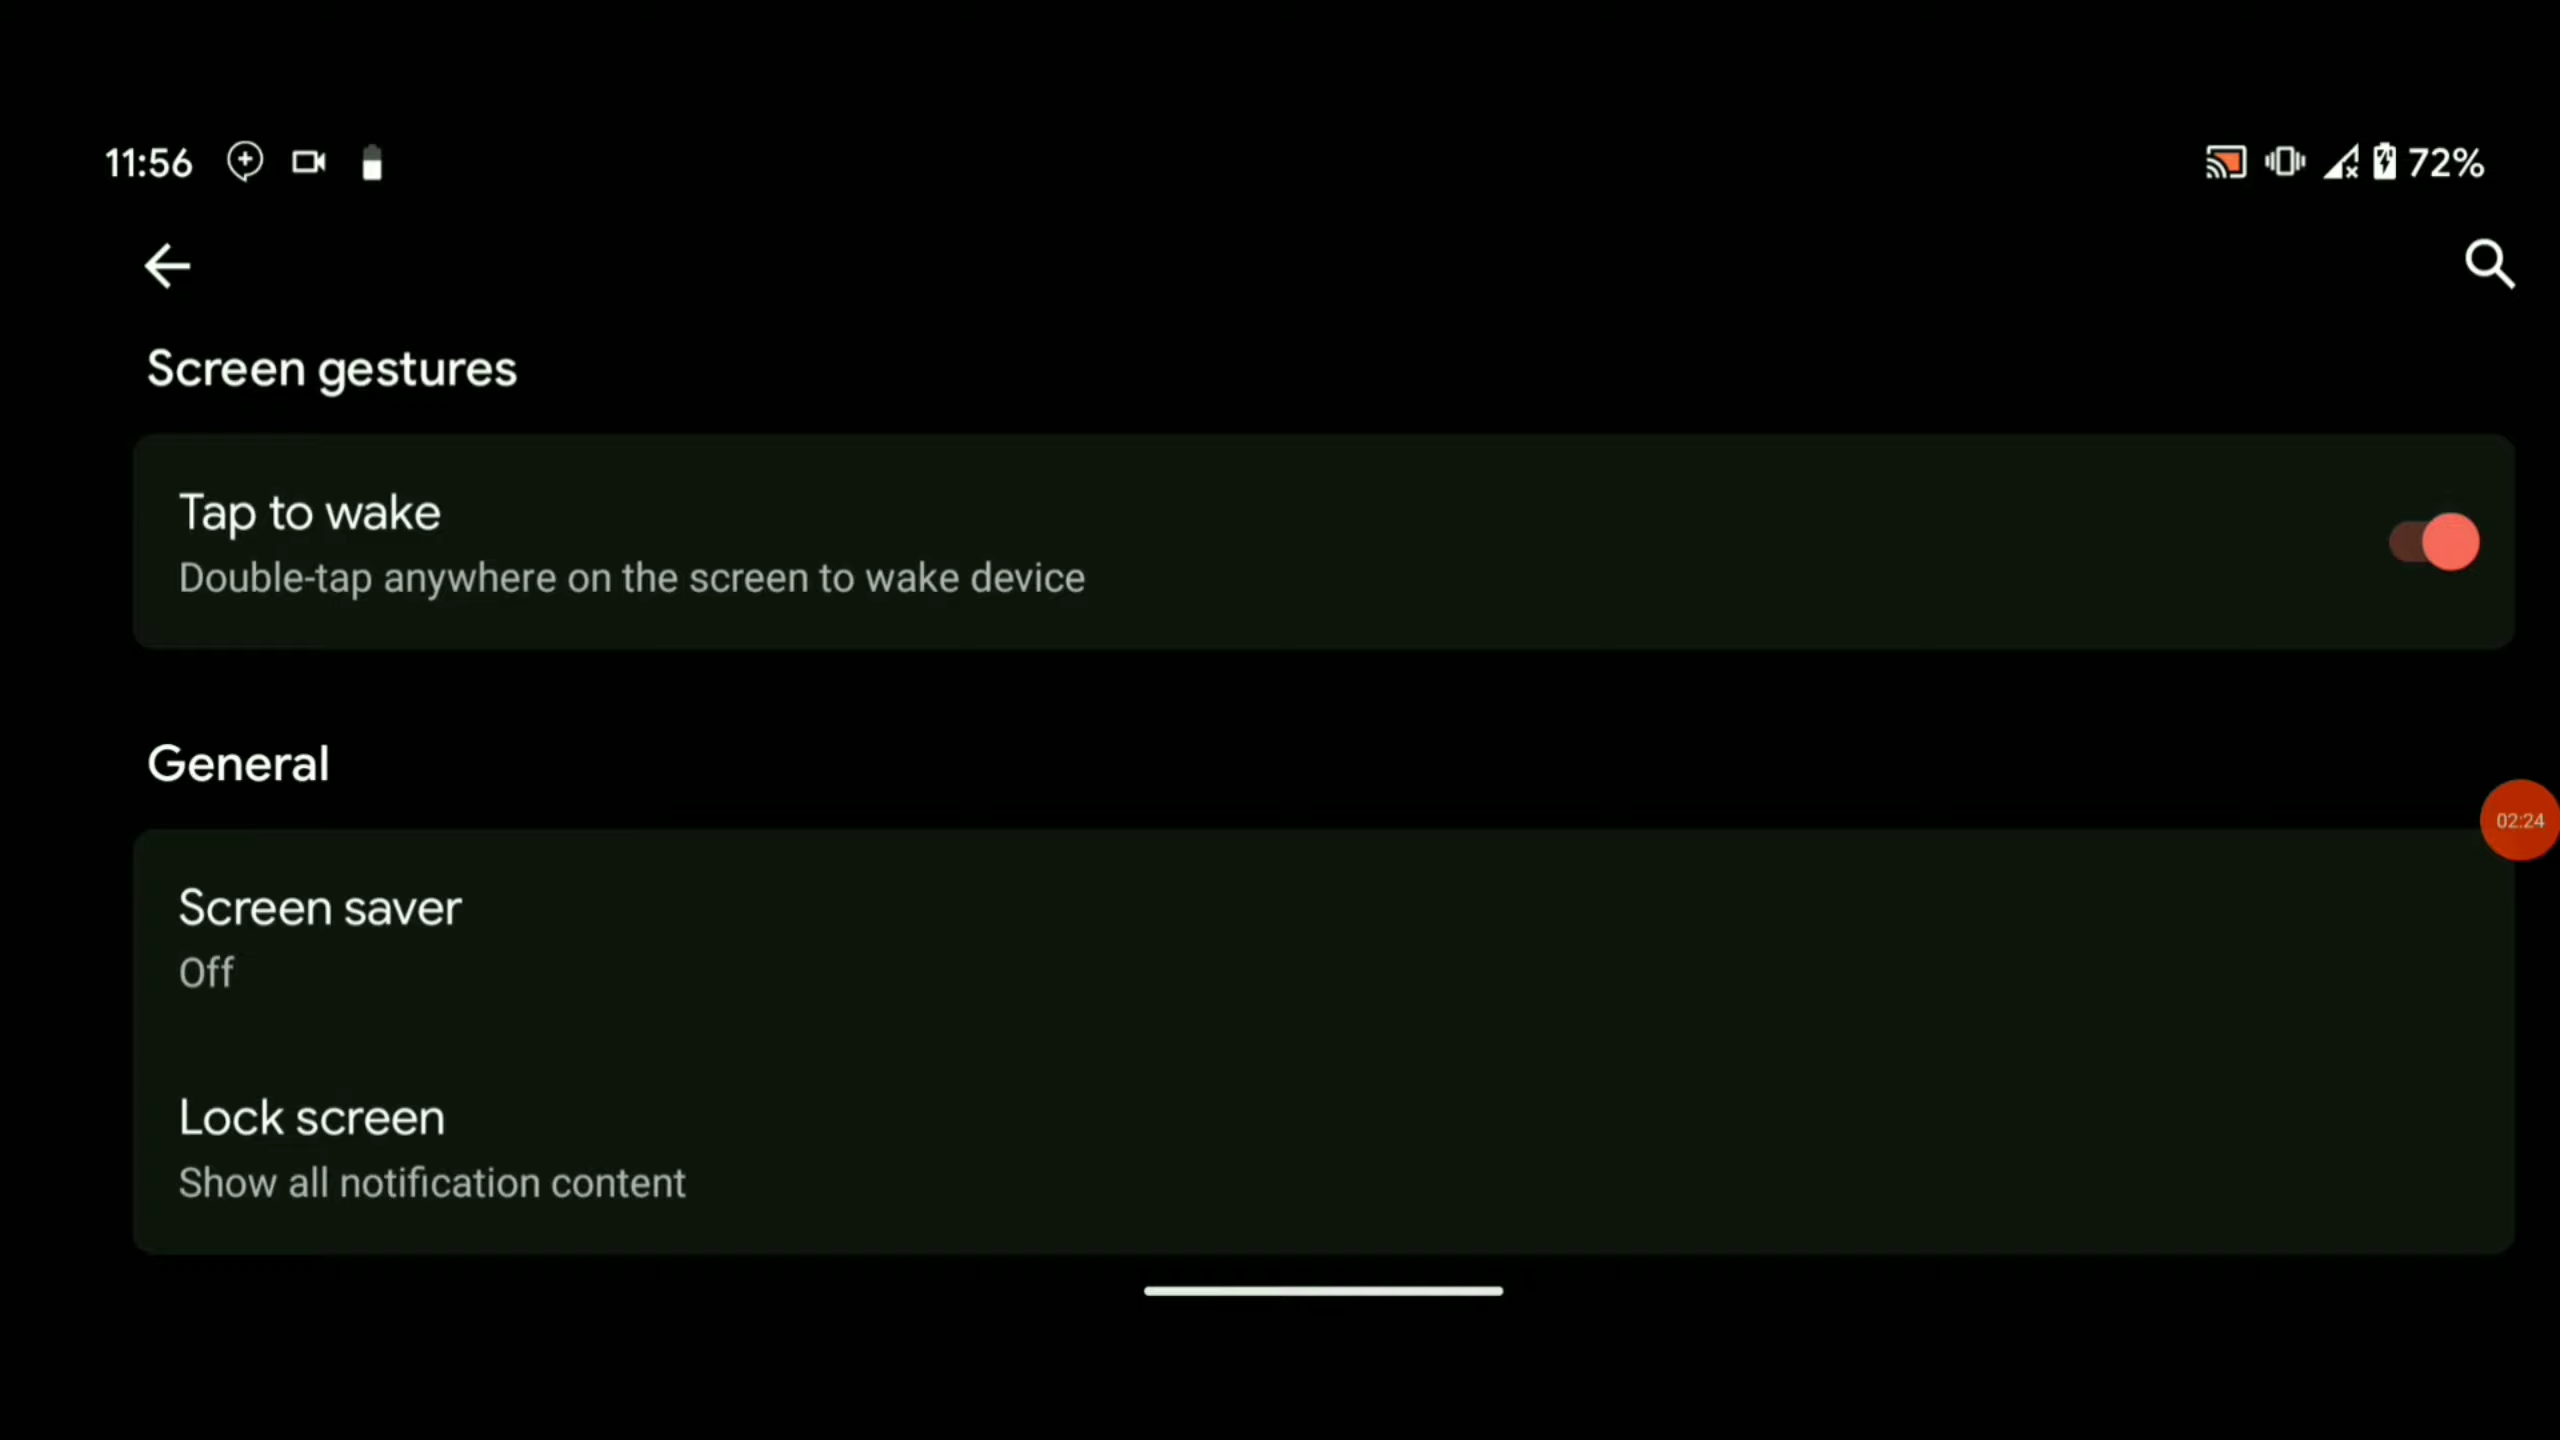 11:56
72%
Screen gestures
Tap to wake
Double-tap anywhere on the screen to wake device
General
02:24
Screen saver
Off
Lock screen
Show all notification content